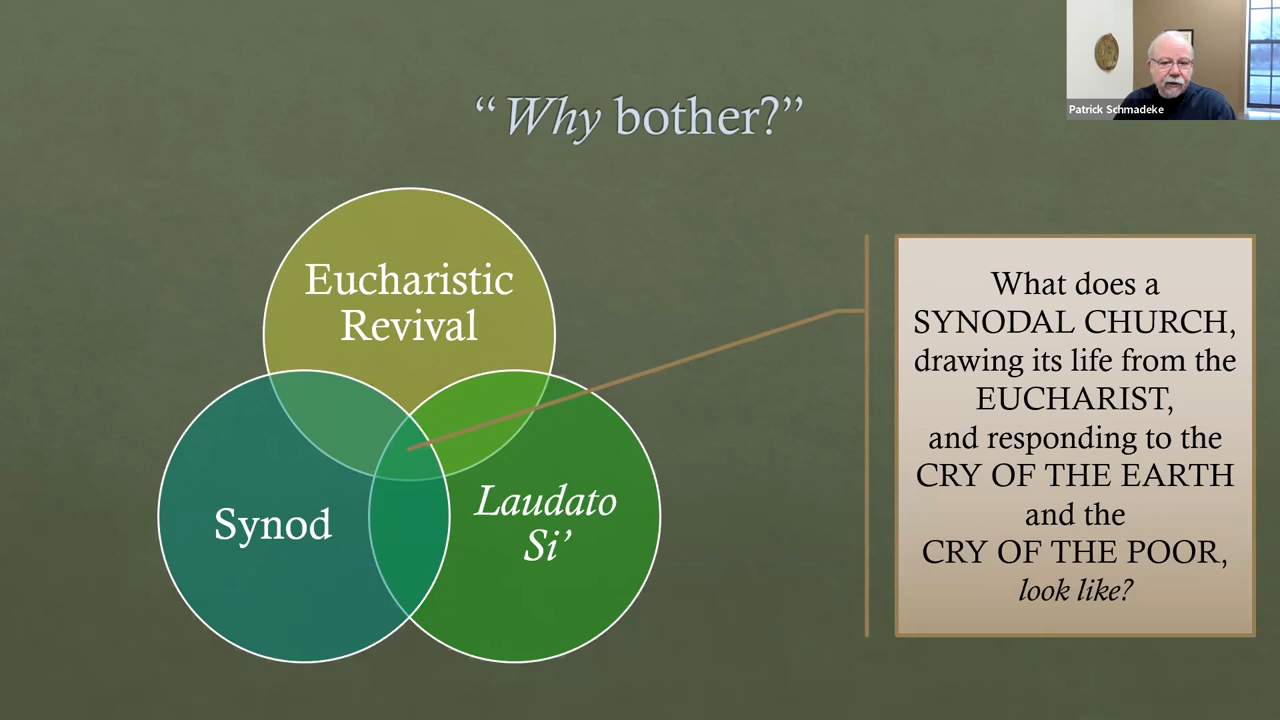 Patrick Schmadeke
“Why bother?”
Eucharistic
Revival
Synod
Laudato
Si’
What does a
SYNODAL CHURCH,
drawing its life from the
EUCHARIST,
and responding to the
CRY OF THE EARTH
and the
CRY OF THE POOR,
look like?